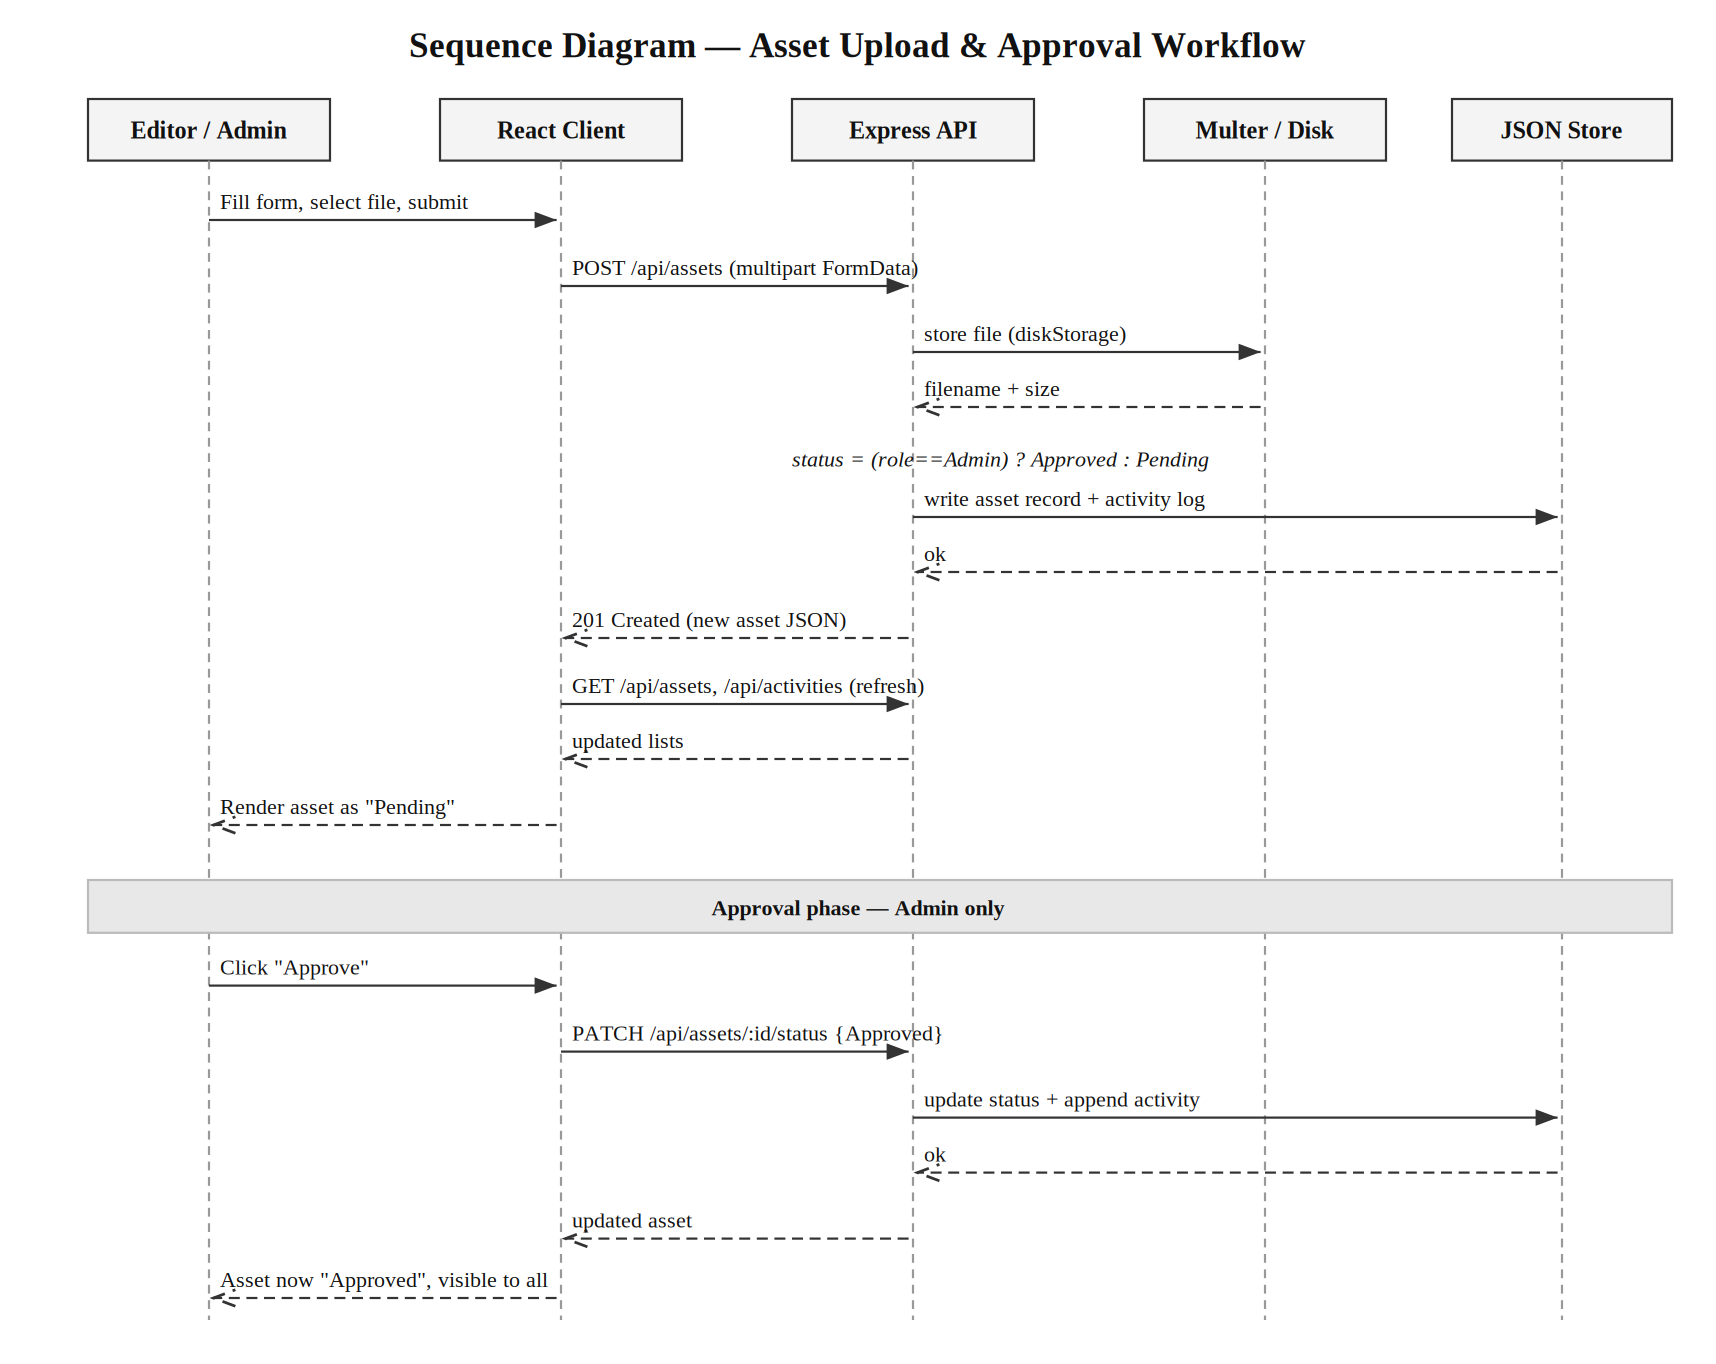 Sequence Diagram — Asset Upload & Approval Workflow
Editor / Admin
React Client
Express API
Multer / Disk
JSON Store
Fill form, select file, submit
POST /api/assets (multipart FormData)
store file (diskStorage)
filename + size
status = (role==Admin) ? Approved : Pending
write asset record + activity log
ok
201 Created (new asset JSON)
GET /api/assets, /api/activities (refresh)
updated lists
Render asset as "Pending"
Approval phase — Admin only
Click "Approve"
PATCH /api/assets/:id/status {Approved}
update status + append activity
ok
updated asset
Asset now "Approved", visible to all